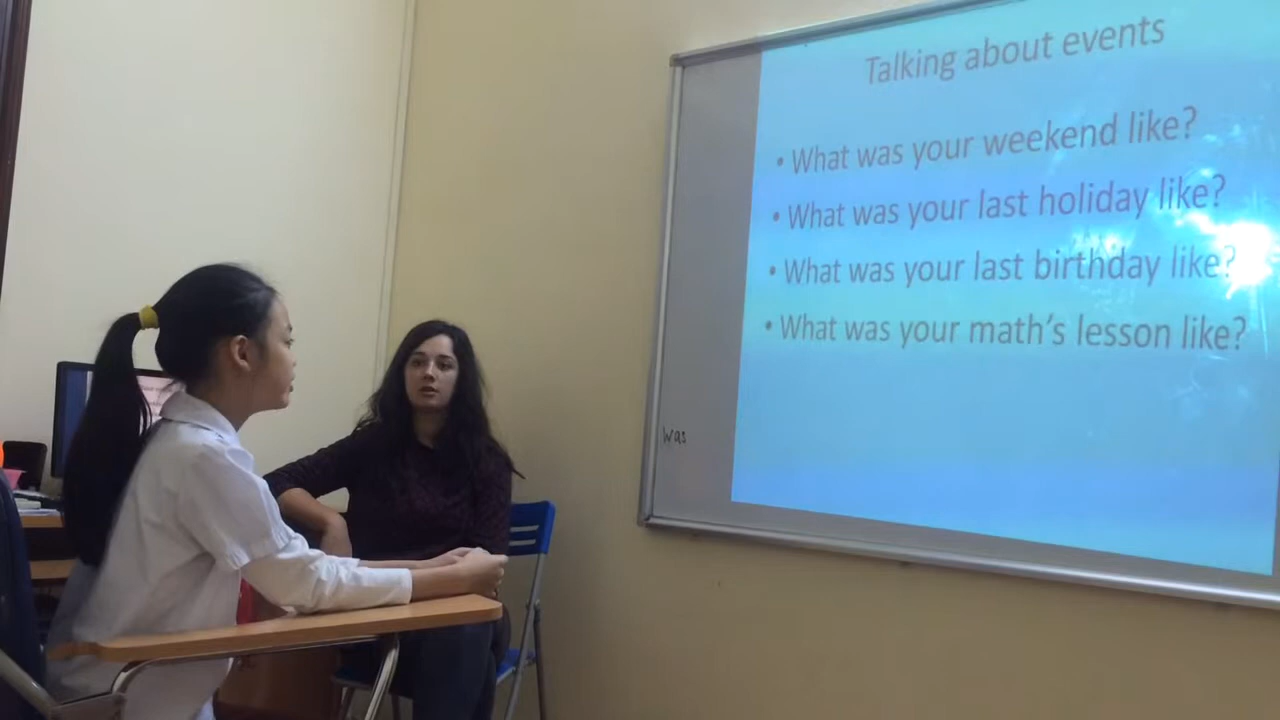 Talking about events
• What was your weekend like?
• What was your last holiday like?
• What was your last birthday like?
• What was your math's lesson like?
was